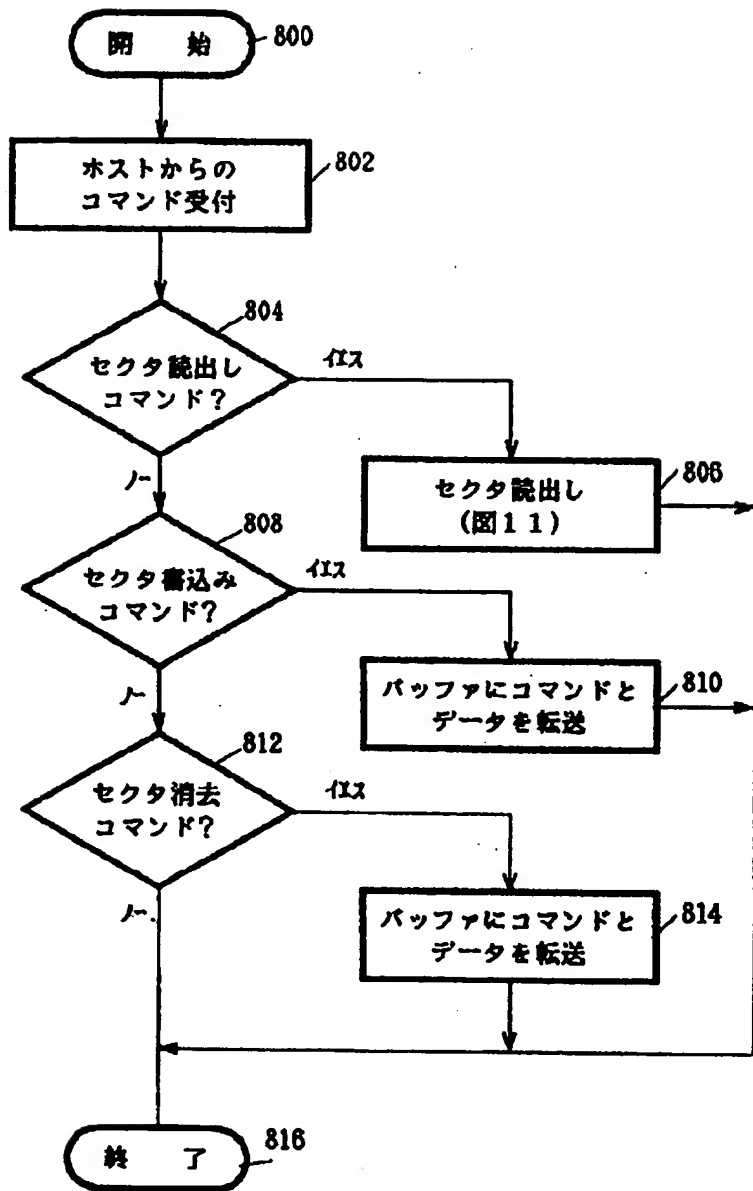 開 始
800
ホストからの
コマンド受付
802
804
セクタ読出し
コマンド?
イエス
ノー
セクタ読出し
(図11)
806
808
セクタ書込み
コマンド?
イエス
ノー
バッファにコマンドと
データを転送
810
812
セクタ消去
コマンド?
イエス
ノー
バッファにコマンドと
データを転送
814
終 了
816